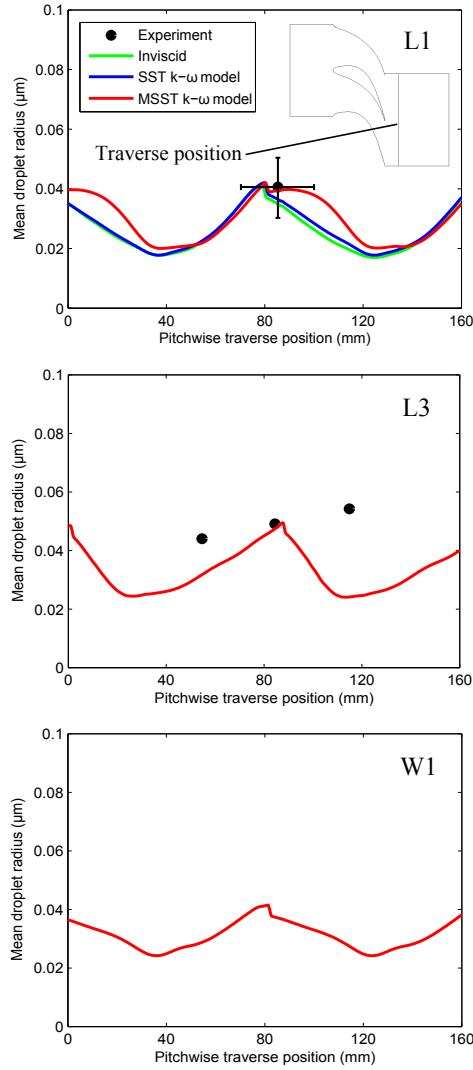 0.1
0.08
0.06
0.04
0.02
0
Mean droplet radius (μm)
Experiment
Inviscid
SST k−ω model
MSST k−ω model
L1
Traverse position
0 40 80 120 160
Pitchwise traverse position (mm)
0.1
0.08
0.06
0.04
0.02
0
Mean droplet radius (μm)
L3
0 40 80 120 160
Pitchwise traverse position (mm)
0.1
0.08
0.06
0.04
0.02
0
Mean droplet radius (μm)
W1
0 40 80 120 160
Pitchwise traverse position (mm)